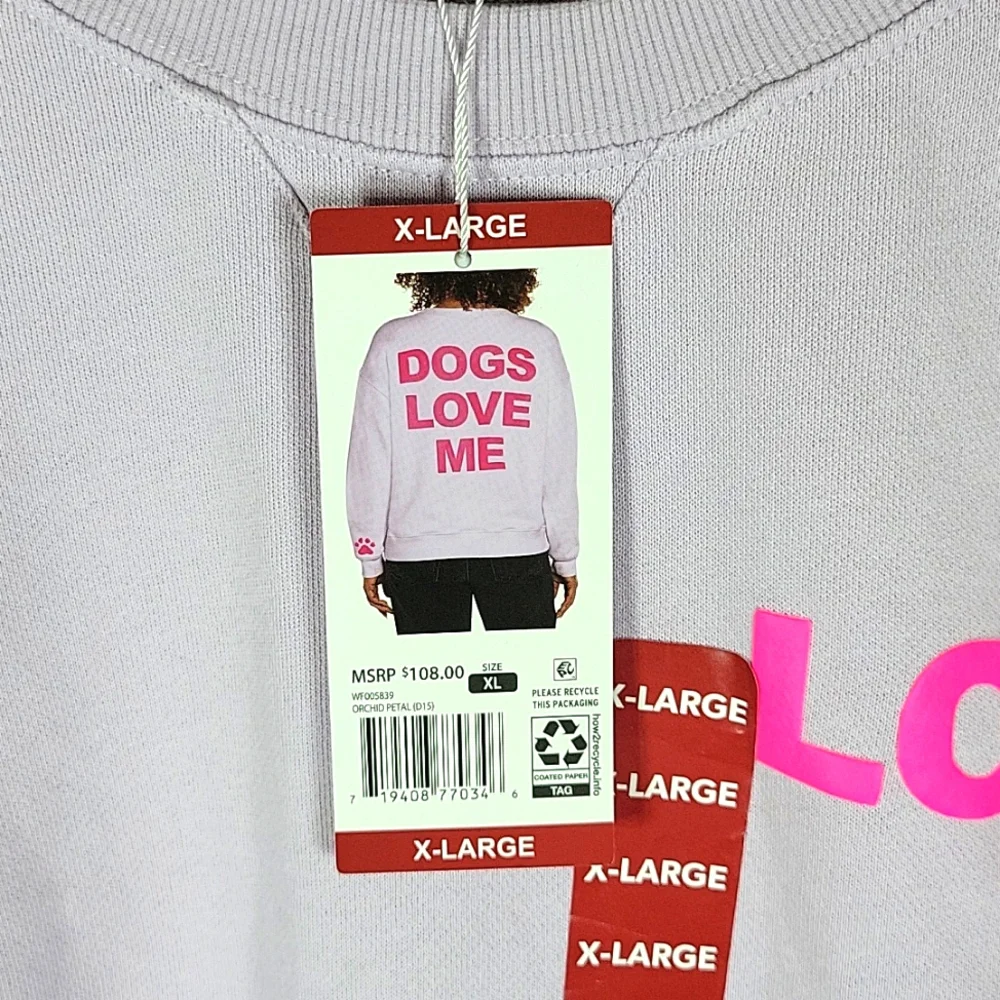 X-LARGE
DOGS
LOVE
ME
MSRP $108.00
SIZE
XL
WF005839
ORCHID PETAL (D15)
7 19408 77034 6
PLEASE RECYCLE
THIS PACKAGING
COATED PAPER
TAG
how2recycle.info
X-LARGE
X-LARGE
X-LARGE
X-LARGE
X-LARGE
Lo